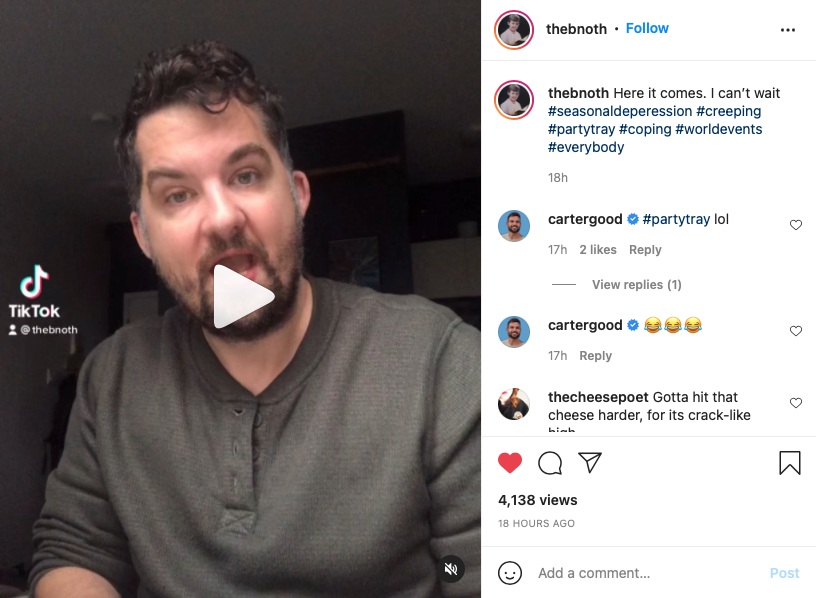 TikTok
@thebnoth
thebnoth • Follow
thebnoth Here it comes. I can't wait
#seasonaldeperession #creeping
#partytray #coping #worldevents
#everybody
18h
cartergood #partytray lol
17h 2 likes Reply
View replies (1)
cartergood 😂😂😂
17h Reply
thecheesepoet Gotta hit that
cheese harder, for its crack-like
high
4,138 views
18 HOURS AGO
Add a comment...
Post